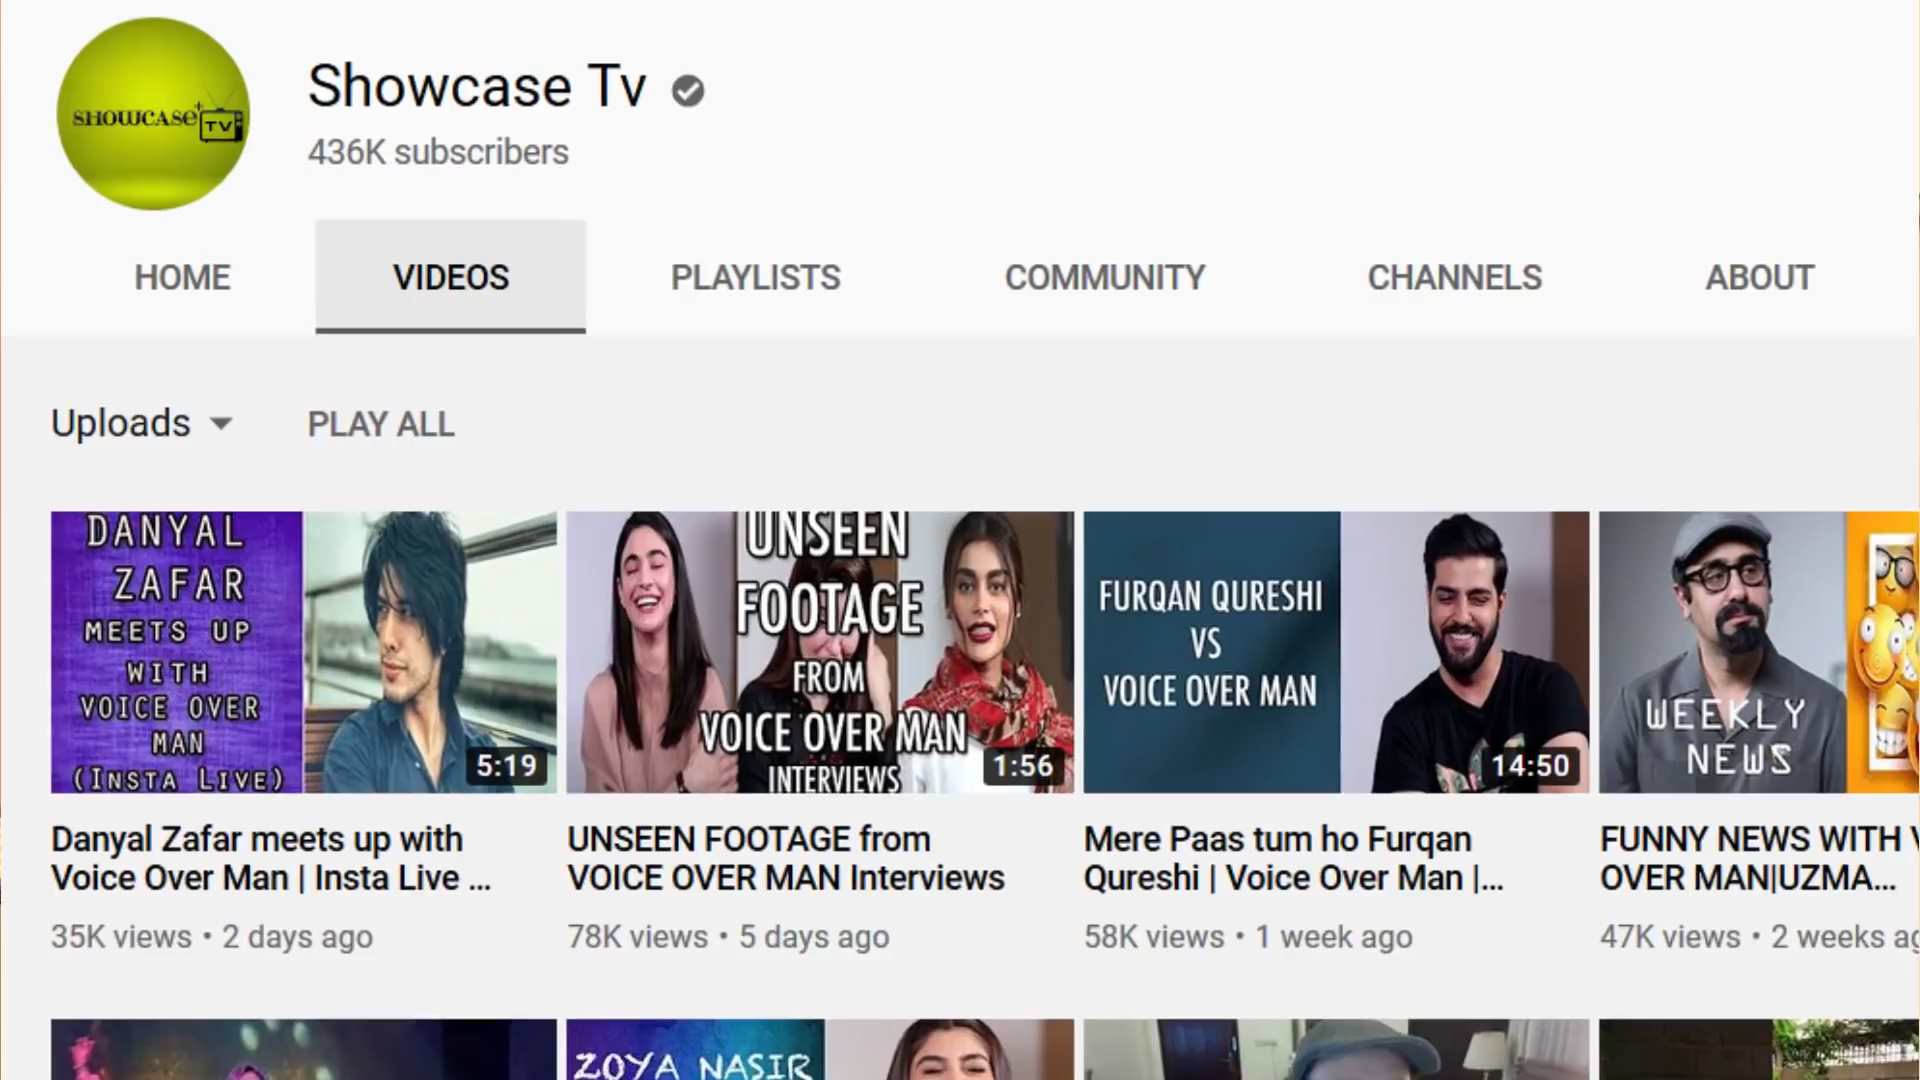 SHOWCASE TV
Showcase Tv
436K subscribers
HOME
VIDEOS
PLAYLISTS
COMMUNITY
CHANNELS
ABOUT
Uploads
PLAY ALL
DANYAL
ZAFAR
MEETS UP
WITH
VOICE OVER
MAN
(INSTA LIVE)
5:19
UNSEEN
FOOTAGE
FROM
VOICE OVER MAN
INTERVIEWS
1:56
FURQAN QURESHI
VS
VOICE OVER MAN
14:50
WEEKLY
NEWS
Danyal Zafar meets up with
Voice Over Man | Insta Live ...
35K views • 2 days ago
UNSEEN FOOTAGE from
VOICE OVER MAN Interviews
78K views • 5 days ago
Mere Paas tum ho Furqan
Qureshi | Voice Over Man |...
58K views • 1 week ago
FUNNY NEWS WITH
OVER MAN|UZMA...
47K views • 2 weeks
ZOYA NASIR